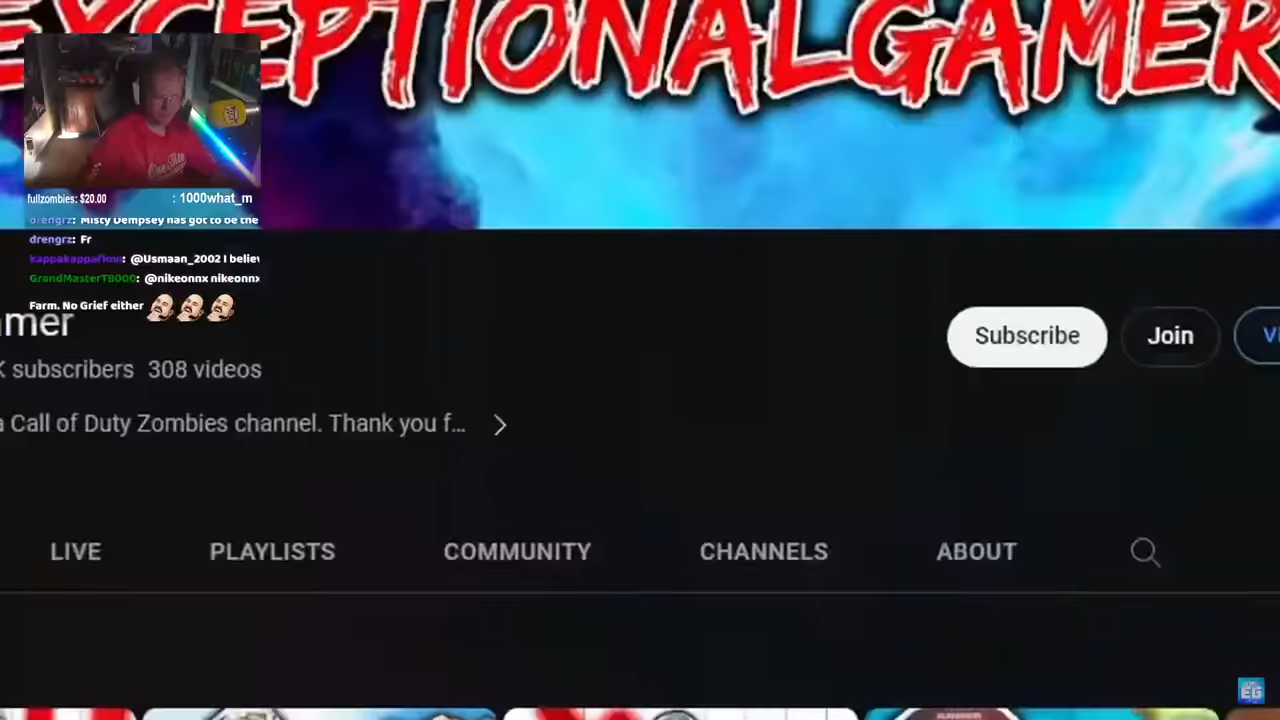 EXCEPTIONALGAMER
fullzombies: $20.00
: 1000what_m
drengrz: Misty Dempsey has got to be the
drengrz: Fr
kappakappaflow: @Usmaan_2002 I believ
GrandMasterT8000: @nikeonnx nikeonnx
Farm. No Grief either
amer
K subscribers 308 videos
a Call of Duty Zombies channel. Thank you f...
Subscribe
Join
LIVE
PLAYLISTS
COMMUNITY
CHANNELS
ABOUT
EG